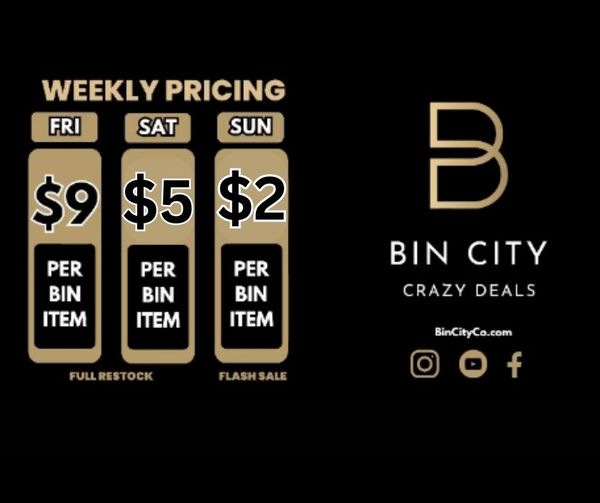 WEEKLY PRICING
FRI
SAT
SUN
$9
$5
$2
PER
BIN
ITEM
PER
BIN
ITEM
PER
BIN
ITEM
FULL RESTOCK
FLASH SALE
B
BIN CITY
CRAZY DEALS
BinCityCo.com